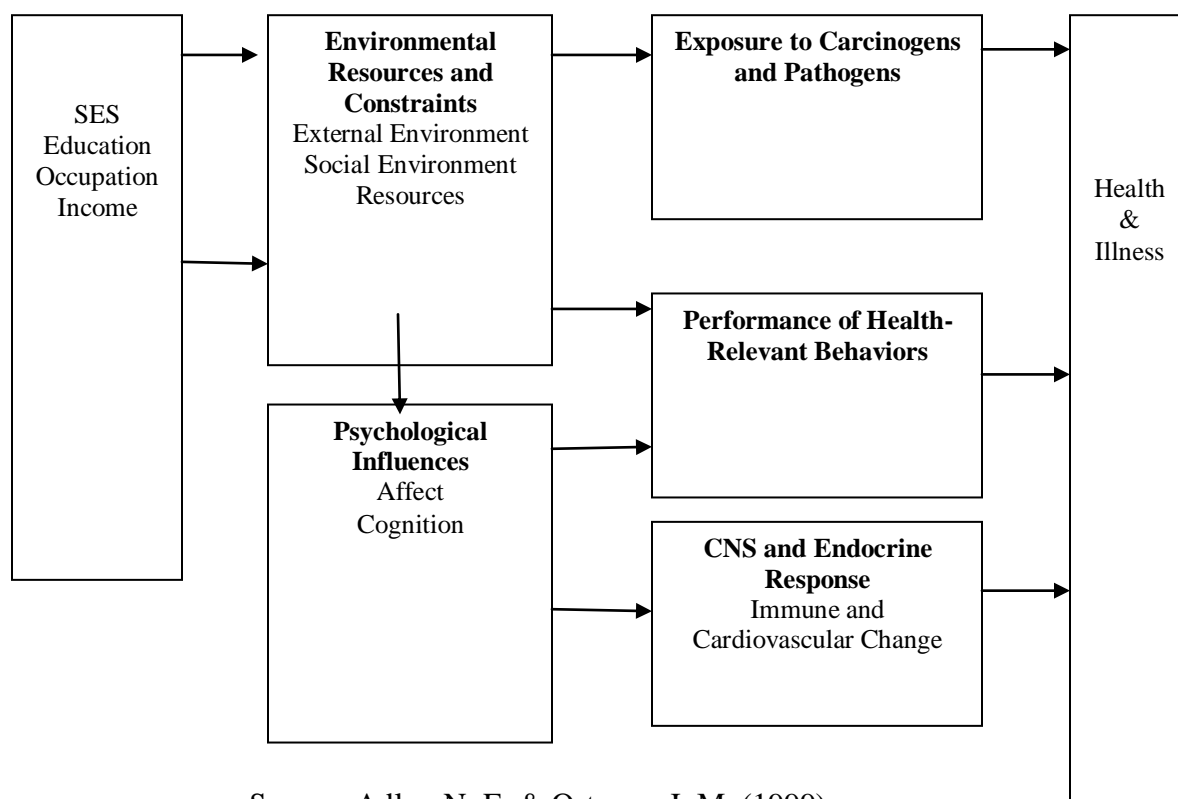 SES
Education
Occupation
Income
Environmental
Resources and
Constraints
External Environment
Social Environment
Resources
Psychological
Influences
Affect
Cognition
Exposure to Carcinogens
and Pathogens
Performance of Health-
Relevant Behaviors
CNS and Endocrine
Response
Immune and
Cardiovascular Change
Health
&
Illness